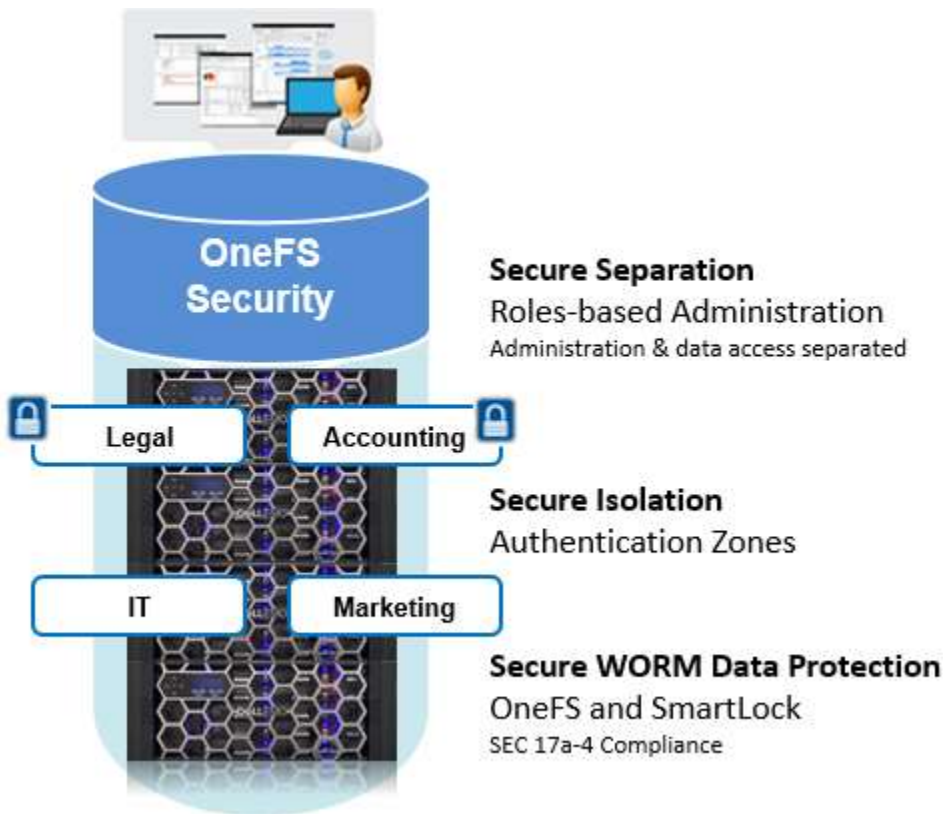 OneFS
Security
Secure Separation
Roles-based Administration
Administration & data access separated
Legal
Accounting
Secure Isolation
Authentication Zones
IT
Marketing
Secure WORM Data Protection
OneFS and SmartLock
SEC 17a-4 Compliance